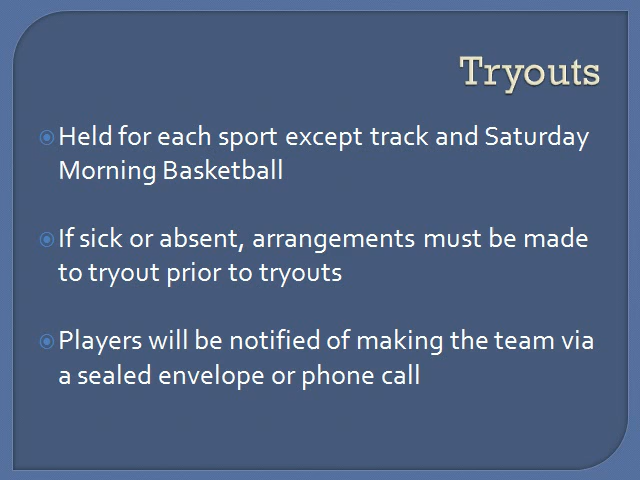 Tryouts
Held for each sport except track and Saturday
Morning Basketball
If sick or absent, arrangements must be made
to tryout prior to tryouts
Players will be notified of making the team via
a sealed envelope or phone call